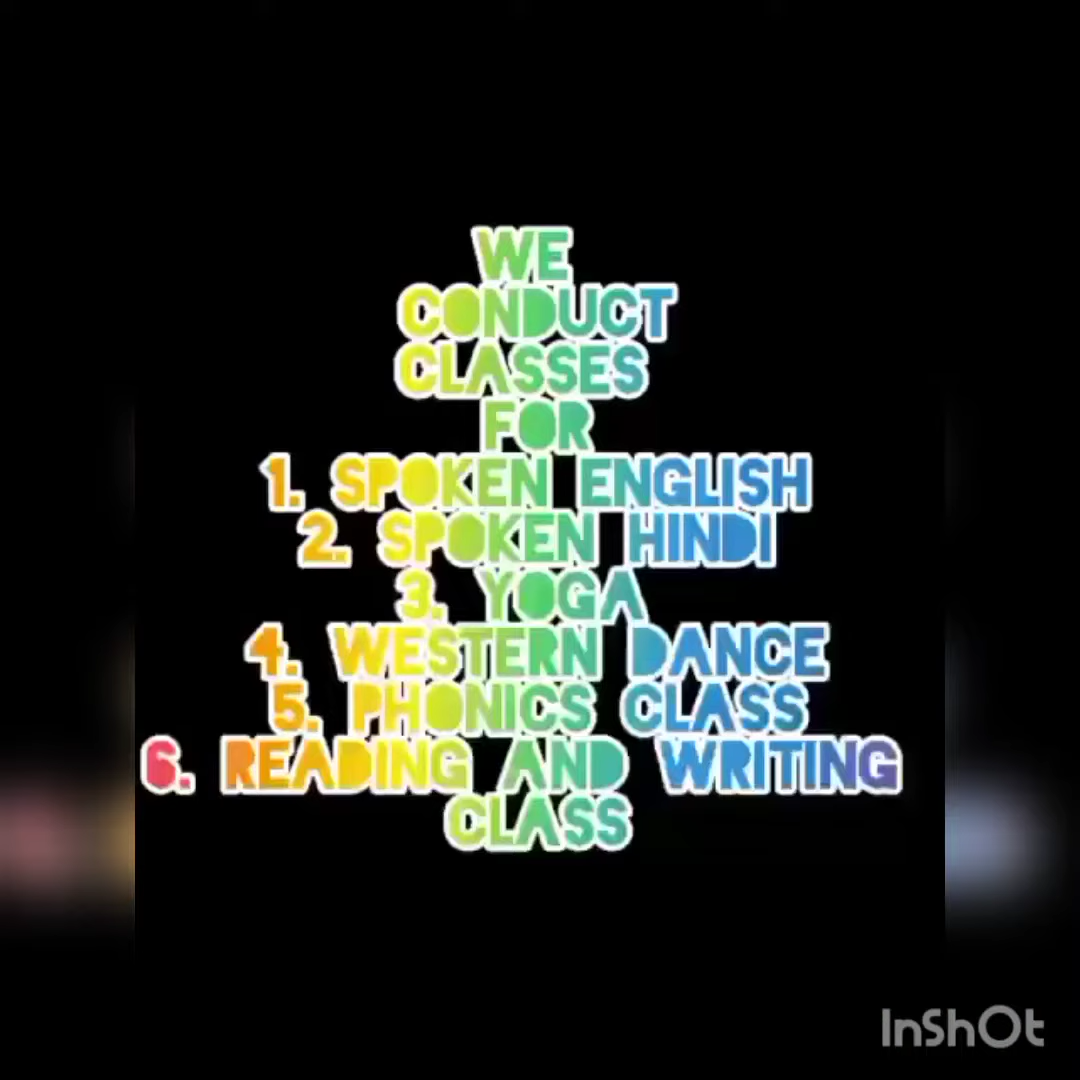 WE
CONDUCT
CLASSES
FOR
1. SPOKEN ENGLISH
2. SPOKEN HINDI
3. YOGA
4. WESTERN DANCE
5. PHONICS CLASS
6. READING AND WRITING
CLASS
InShOt